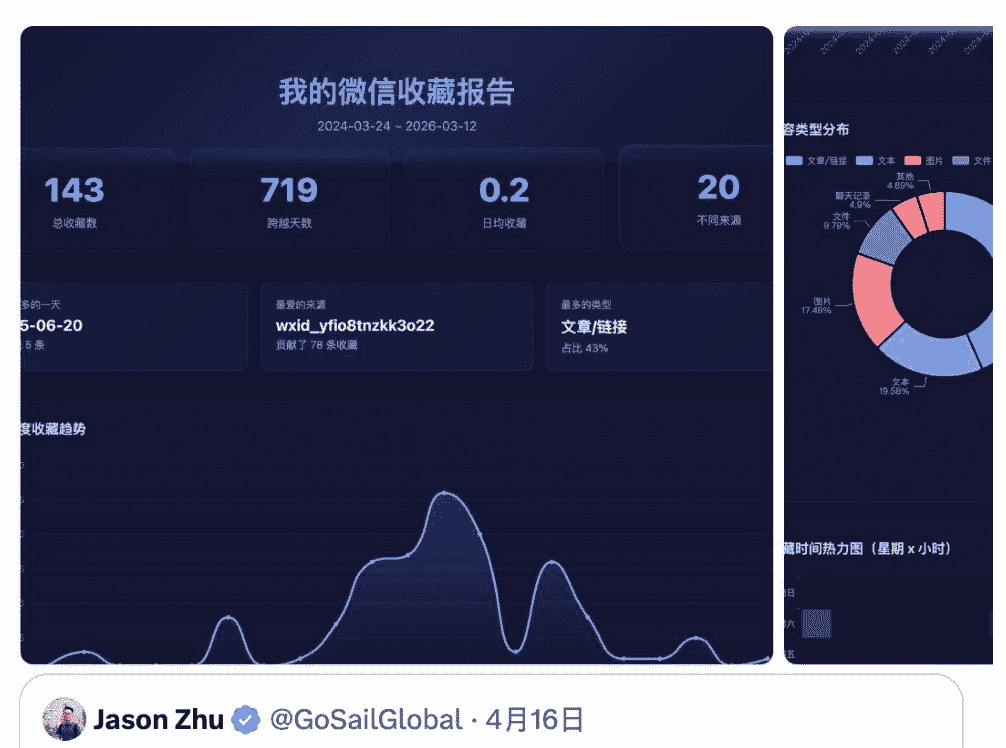 我的微信收藏报告
2024-03-24 ~ 2026-03-12
143
总收藏数
719
跨越天数
0.2
日均收藏
20
不同来源
多的一天
5-06-20
5 条
最爱的来源
wxid_yfio8tnzkk3o22
贡献了 78 条收藏
最多的类型
文章/链接
占比 43%
度收藏趋势
容类型分布
文章/链接 文本 图片 文件
其他
4.89%
聊天记录
4.9%
文件
9.79%
图片
17.48%
文本
19.58%
藏时间热力图（星期 x 小时）
周日
六
五
Jason Zhu @GoSailGlobal · 4月16日